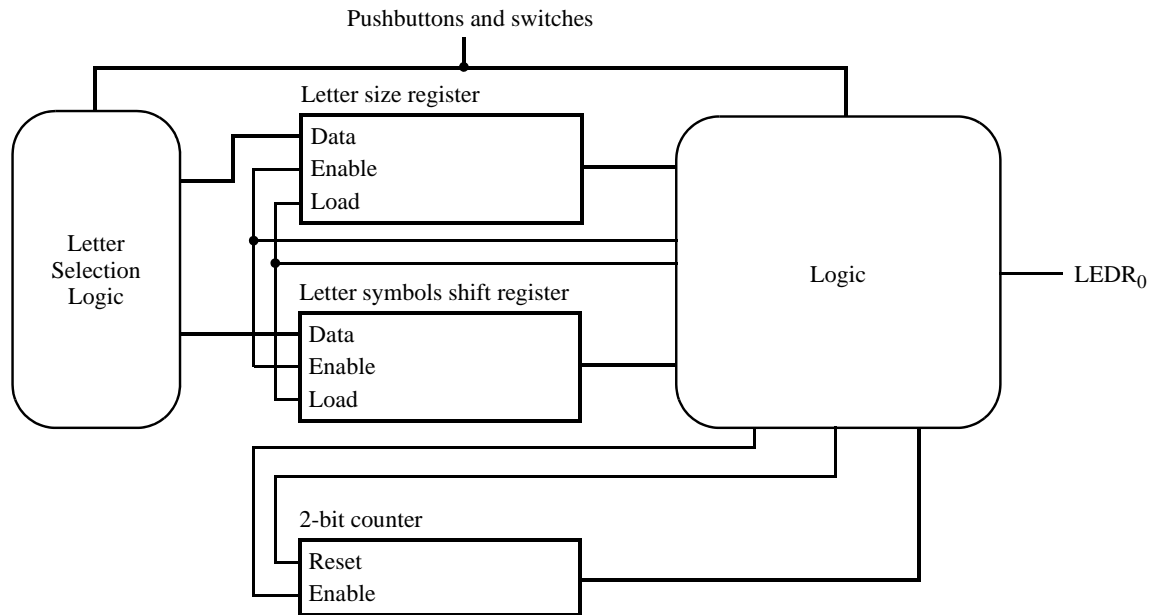 Pushbuttons and switches
Letter size register
Data
Enable
Load
Letter
Selection
Logic
Logic
LEDR0
Letter symbols shift register
Data
Enable
Load
2-bit counter
Reset
Enable